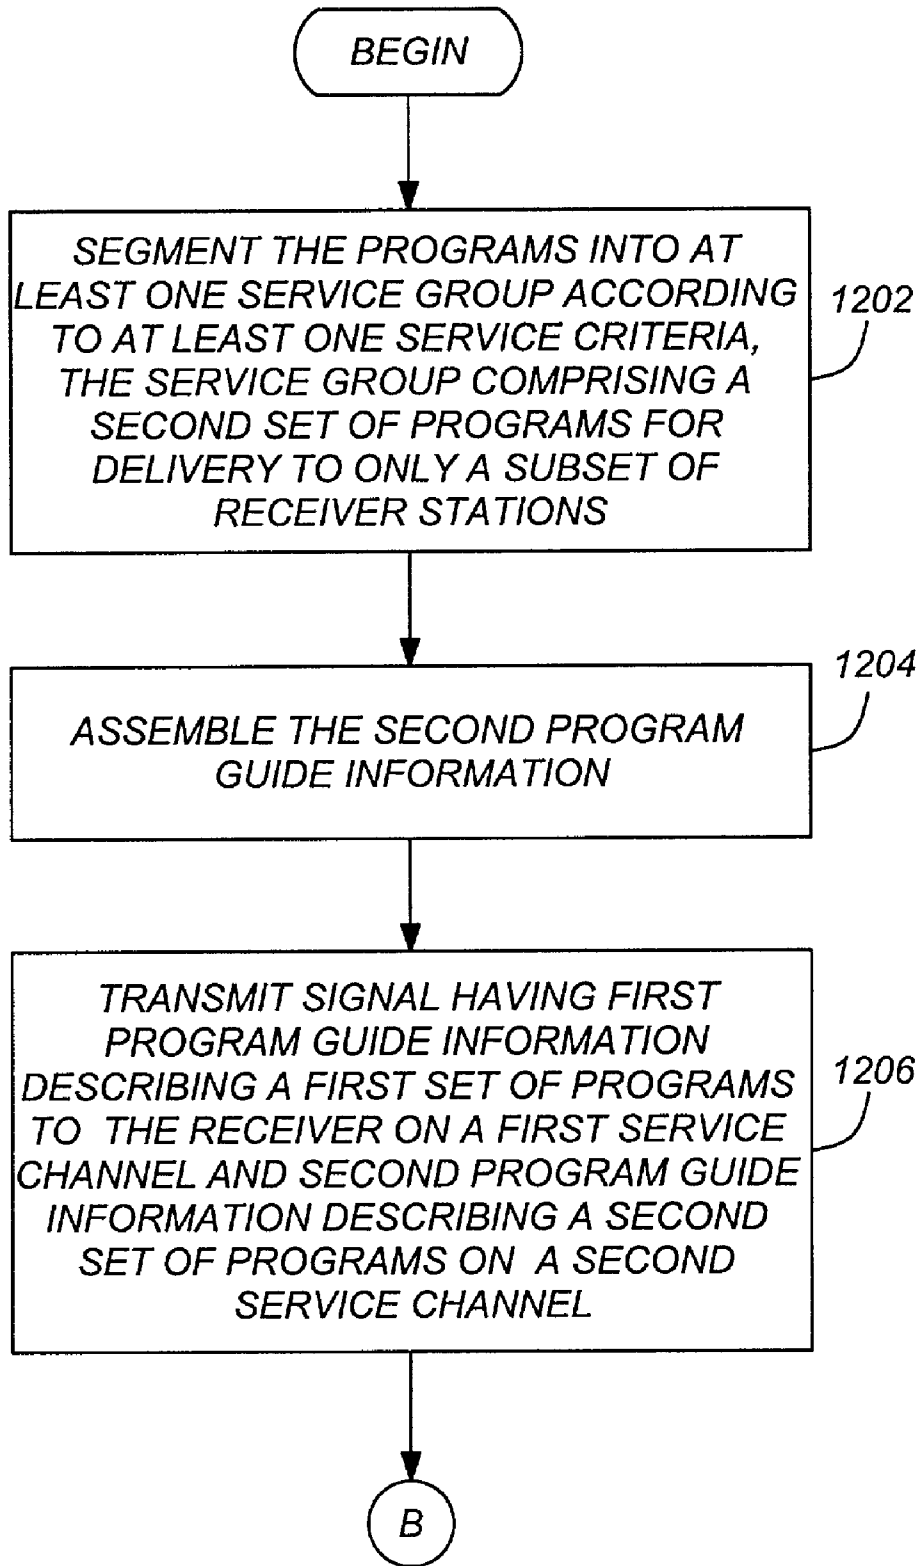 BEGIN
SEGMENT THE PROGRAMS INTO AT
LEAST ONE SERVICE GROUP ACCORDING
TO AT LEAST ONE SERVICE CRITERIA,
THE SERVICE GROUP COMPRISING A
SECOND SET OF PROGRAMS FOR
DELIVERY TO ONLY A SUBSET OF
RECEIVER STATIONS
1202
ASSEMBLE THE SECOND PROGRAM
GUIDE INFORMATION
1204
TRANSMIT SIGNAL HAVING FIRST
PROGRAM GUIDE INFORMATION
DESCRIBING A FIRST SET OF PROGRAMS
TO THE RECEIVER ON A FIRST SERVICE
CHANNEL AND SECOND PROGRAM GUIDE
INFORMATION DESCRIBING A SECOND
SET OF PROGRAMS ON A SECOND
SERVICE CHANNEL
1206
B